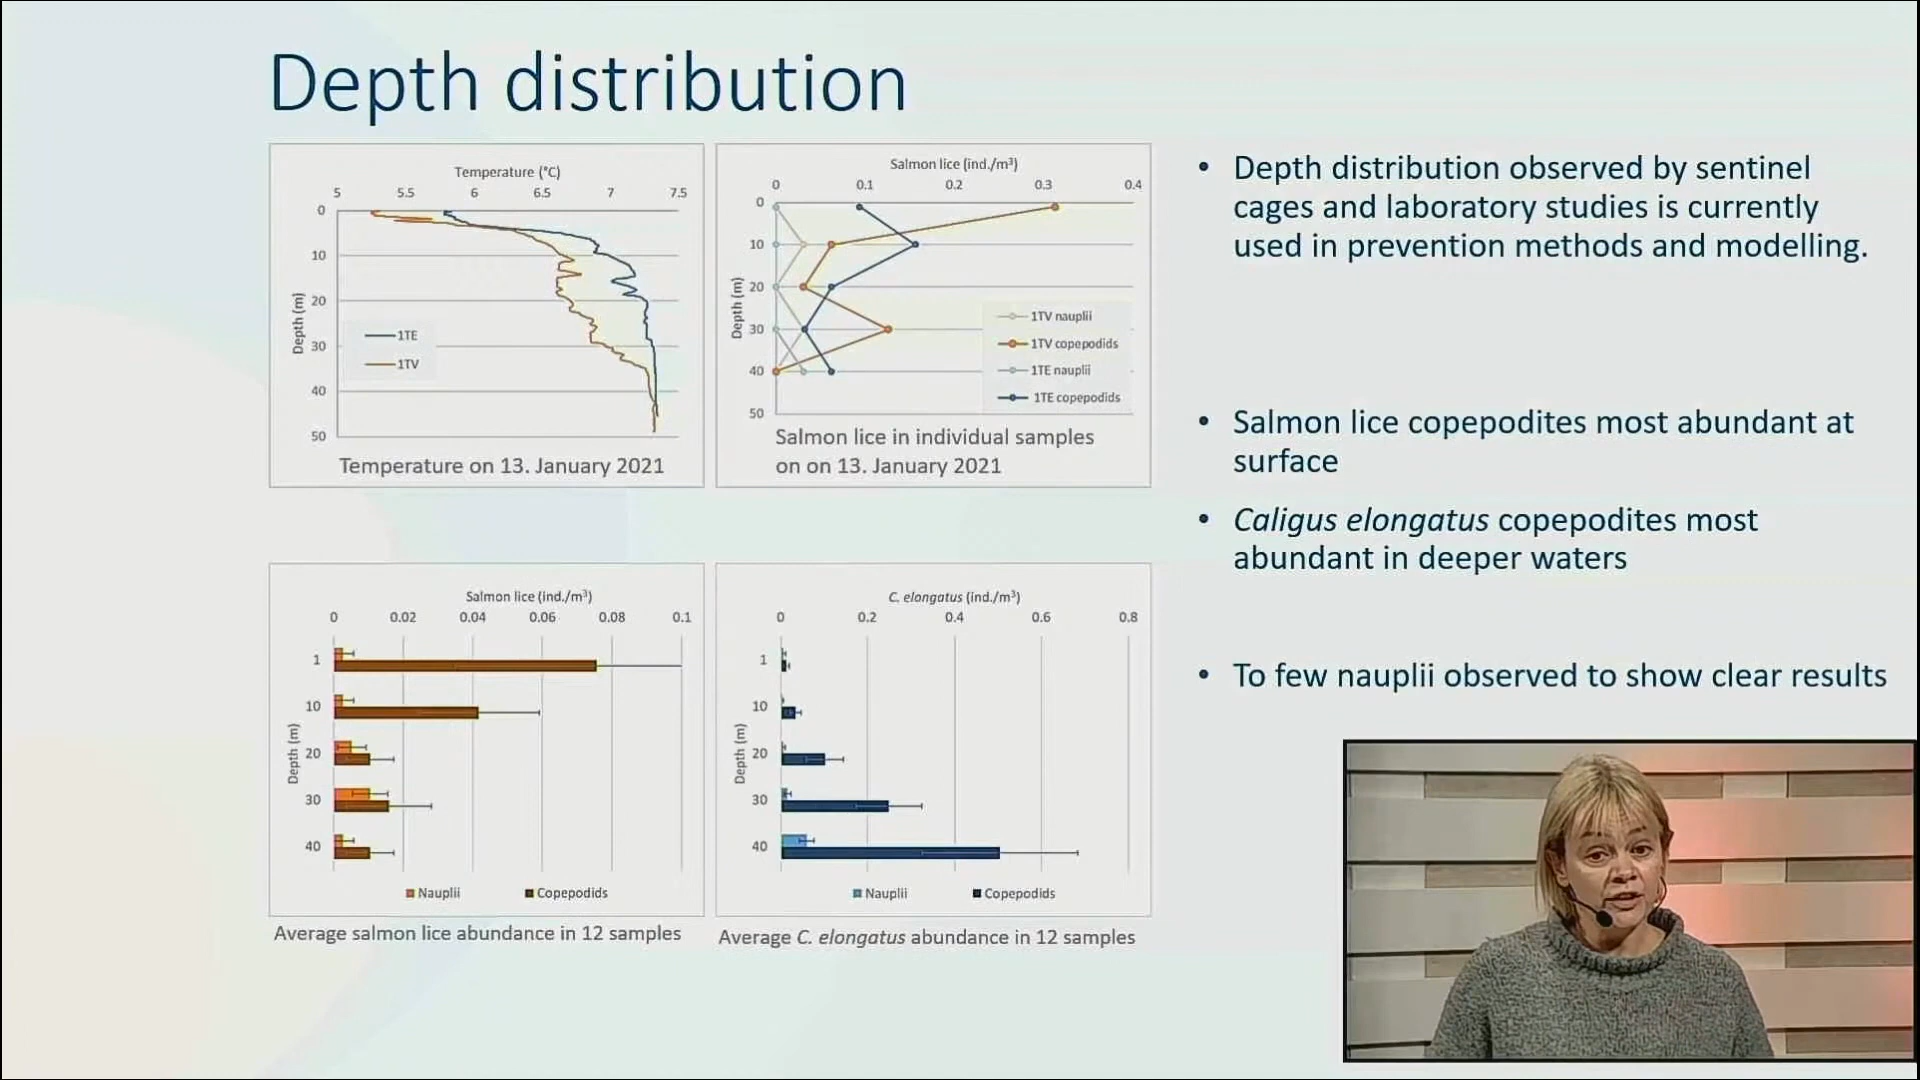 Depth distribution
Temperature (°C)
5 5.5 6 6.5 7 7.5
0
10
20
30
40
50
Depth (m)
1TE
1TV
Temperature on 13. January 2021
Salmon lice (ind./m³)
0 0.1 0.2 0.3 0.4
0
10
20
30
40
50
Depth (m)
1TV nauplii
1TV copepodids
1TE nauplii
1TE copepodids
Salmon lice in individual samples
on on 13. January 2021
Salmon lice (ind./m³)
0 0.02 0.04 0.06 0.08 0.1
1
10
20
30
40
Depth (m)
Nauplii Copepodids
Average salmon lice abundance in 12 samples
C. elongatus (ind./m³)
0 0.2 0.4 0.6 0.8
1
10
20
30
40
Depth (m)
Nauplii Copepodids
Average C. elongatus abundance in 12 samples
• Depth distribution observed by sentinel
cages and laboratory studies is currently
used in prevention methods and modelling.
• Salmon lice copepodites most abundant at
surface
• Caligus elongatus copepodites most
abundant in deeper waters
• To few nauplii observed to show clear results